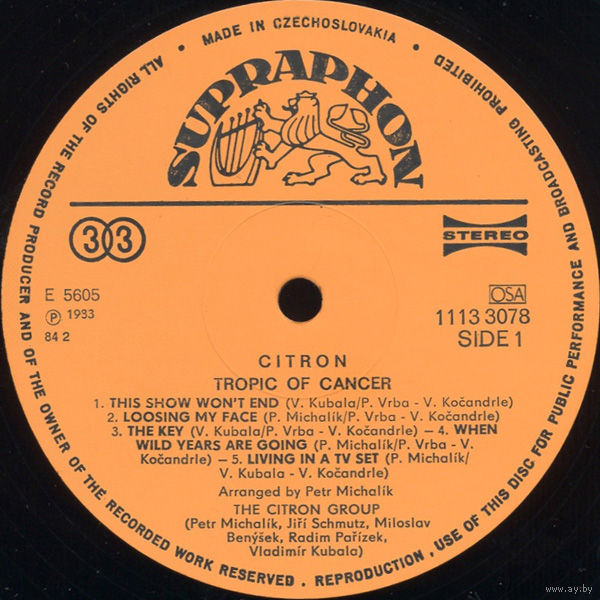 ALL RIGHTS OF THE RECORD PRODUCER AND OF THE OWNER OF THE RECORDED WORK RESERVED . REPRODUCTION , USE OF THIS DISC FOR PUBLIC PERFORMANCE AND BROADCASTING PROHIBITED
• MADE IN CZECHOSLOVAKIA •
SUPRAPHON
33
STEREO
E 5605
OSA
Ⓟ 1983
1113 3078
84 2
SIDE 1
CITRON
TROPIC OF CANCER
1. THIS SHOW WON'T END (V. Kubala/P. Vrba - V. Kočandrle)
2. LOOSING MY FACE (P. Michalík/P. Vrba - V. Kočandrle)
3. THE KEY (V. Kubala/P. Vrba - V. Kočandrle) — 4. WHEN
WILD YEARS ARE GOING (P. Michalík/P. Vrba - V.
Kočandrle) — 5. LIVING IN A TV SET (P. Michalík/
V. Kubala - V. Kočandrle)
Arranged by Petr Michalík
THE CITRON GROUP
(Petr Michalík, Jiří Schmutz, Miloslav
Benýšek, Radim Pařízek,
Vladimír Kubala)
www.ay.by